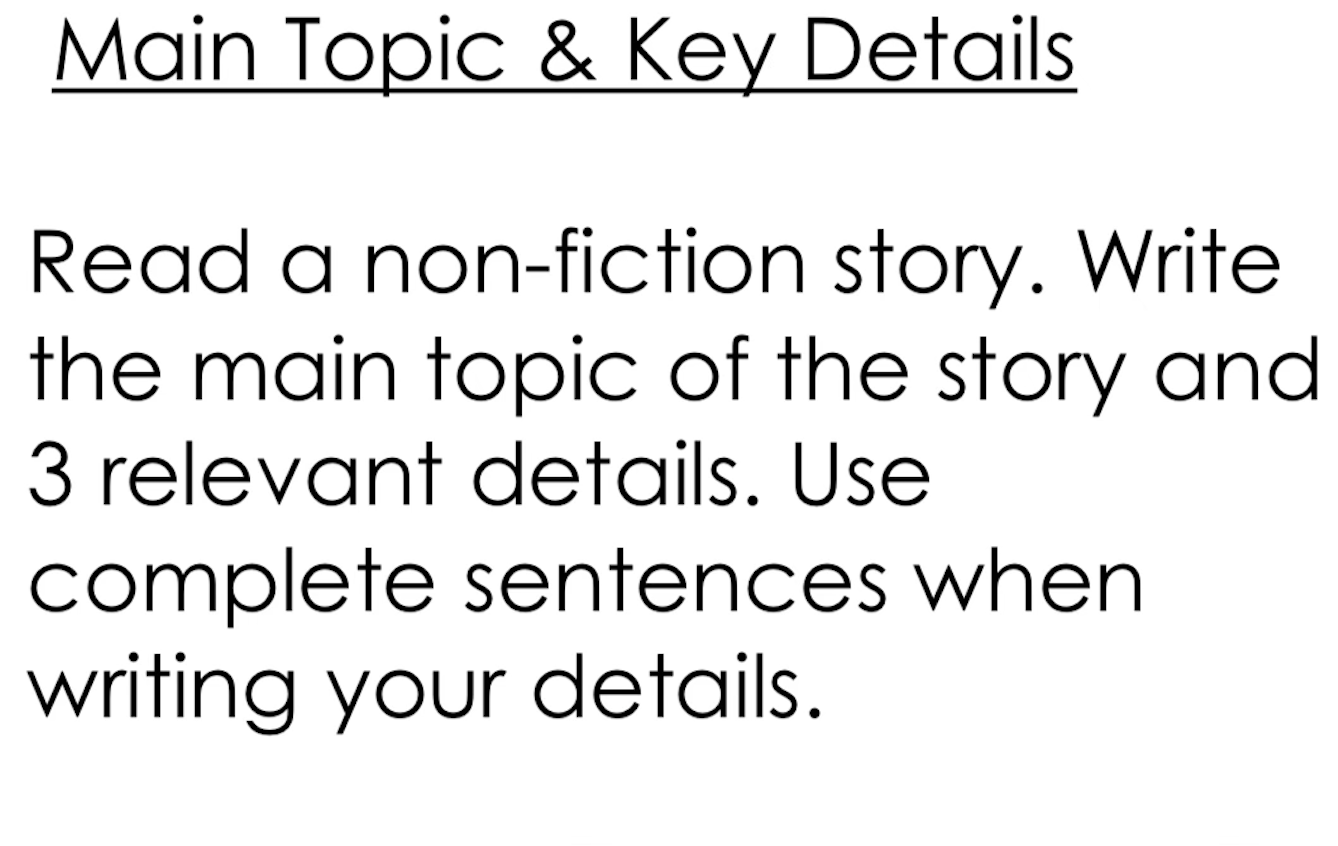 Main Topic & Key Details
Read a non-fiction story. Write
the main topic of the story and
3 relevant details. Use
complete sentences when
writing your details.